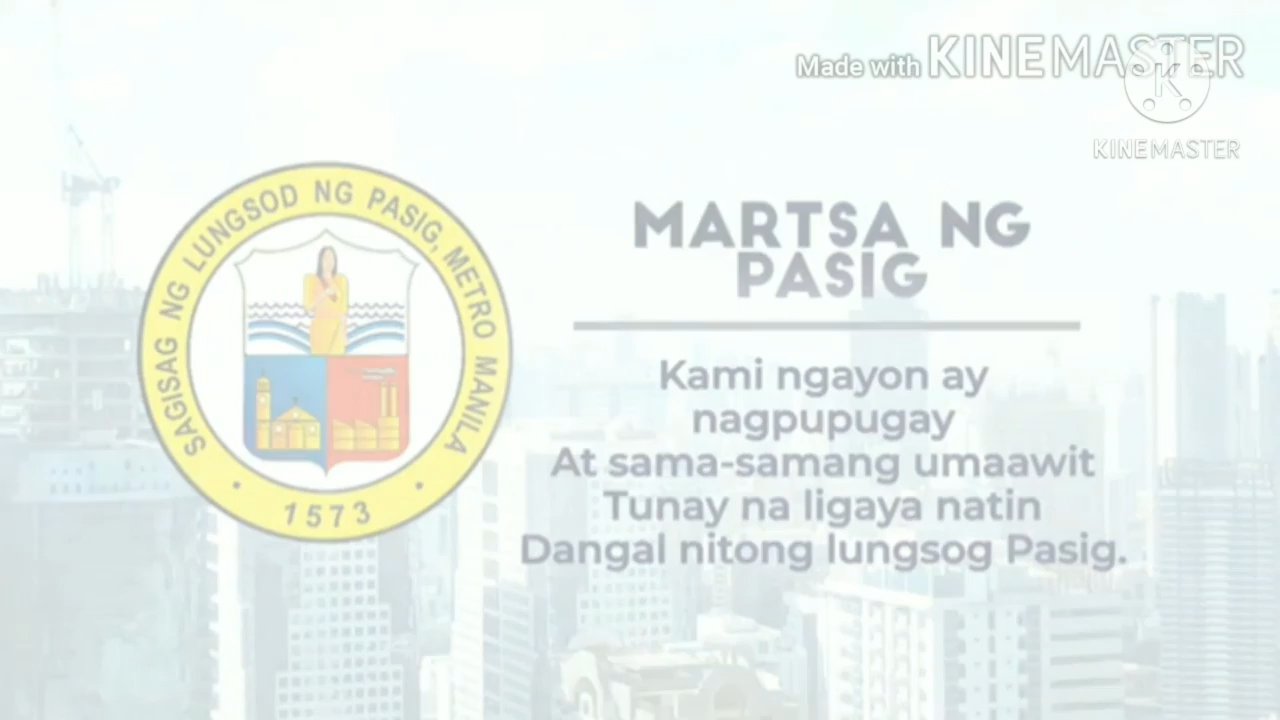 Made with KINEMASTER
K
KINEMASTER
SAGISAG NG LUNGSOD NG PASIG, METRO MANILA
1573
MARTSA NG
PASIG
Kami ngayon ay
nagpupugay
At sama-samang umaawit
Tunay na ligaya natin
Dangal nitong lungsog Pasig.